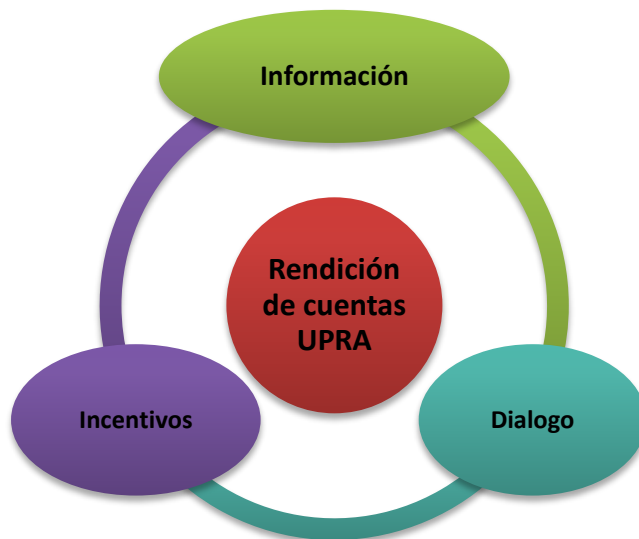 Información
Rendición
de cuentas
UPRA
Incentivos
Dialogo